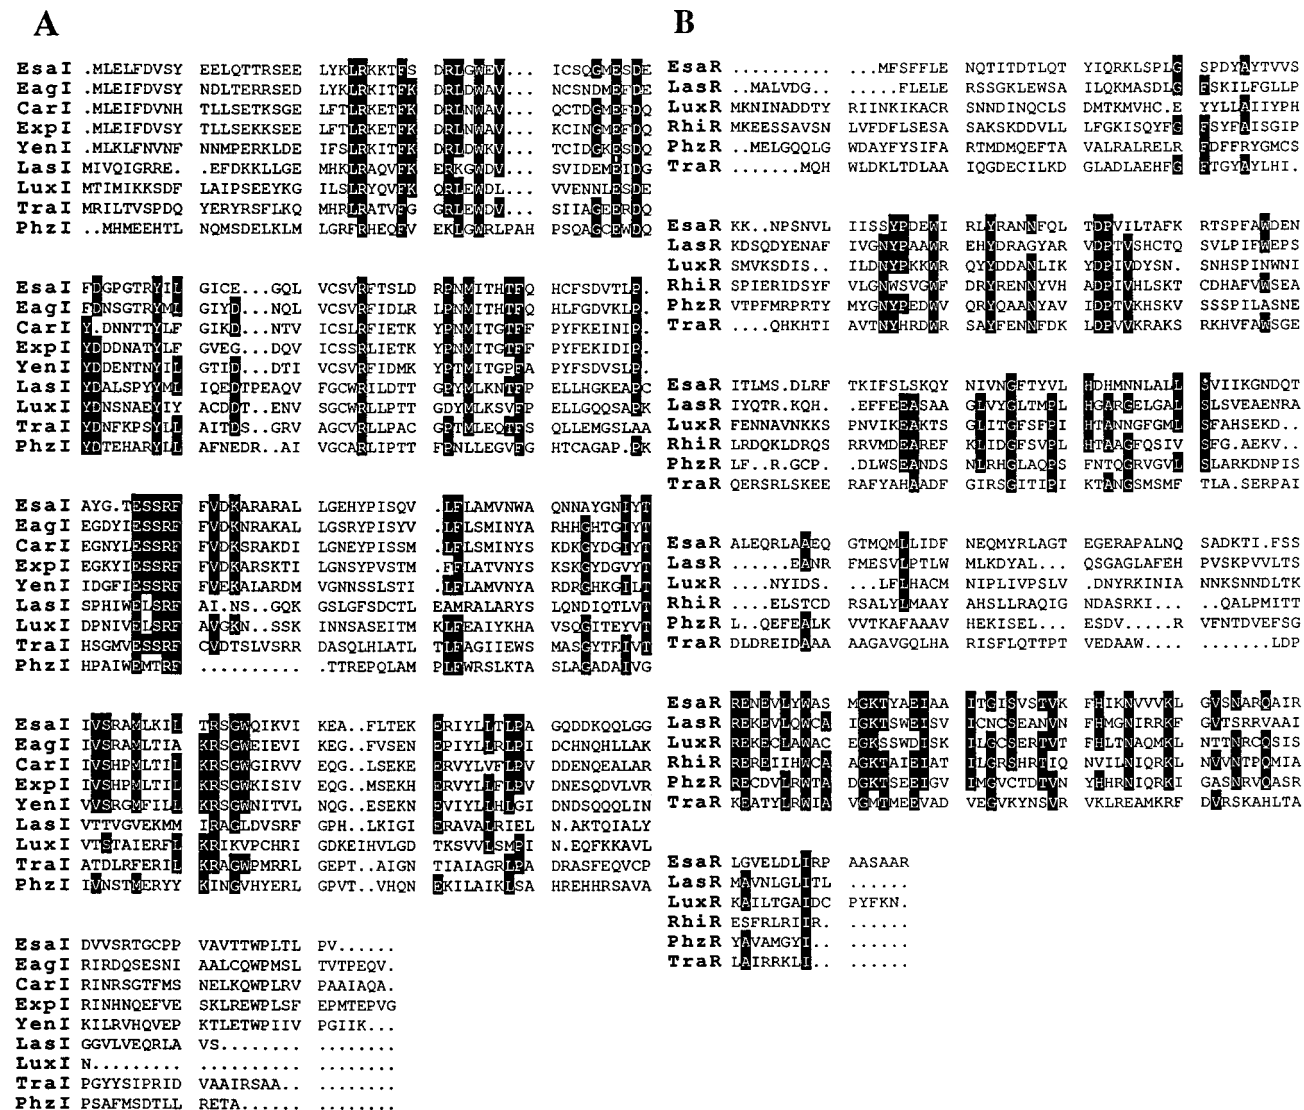 A
EsaI .MLELFDVSY EELQTTRSEE LYKLRKKTFS DRLGWEV... ICSQGMESDE
EagI .MLEIFDVSY NDLTERRSED LYKLRKITFK DRLDWAV... NCSNDMEFDE
CarI .MLEIFDVNH TLLSETKSGE LFTLRKETFK DRLNWAV... QCTDGMEFDQ
ExpI .MLEIFDVSY TLLSEKKSEE LFTLRKETFK DRLNWAV... KCINGMEFDQ
YenI .MLKLFNVNF NNMPERKLDE IFSLRKITFK DRLDWKV... TCIDGKESDQ
LasI MIVQIGRRE. .EFDKKLLGE MHKLRAQVFK ERKGWDV... SVIDEMEIDG
LuxI MTIMIKKSDF LAIPSEEYKG ILSLRYQVFK QRLEWDL... VVENNLESDE
TraI MRILTVSPDQ YERYRSFLKQ MHRLRATVFG GRLEWDV... SIIAGEERDQ
PhzI ..MHMEEHTL NQMSDELKLM LGRFRHEQFV EKLGWRLPAH PSQAGCEWDQ
EsaI FDGPGTRYIL GICE...GQL VCSVRFTSLD RPNMITHTFQ HCFSDVTLP.
EagI FDNSGTRYML GIYD...NQL VCSVRFIDLR LPNMITHTFQ HLFGDVKLP.
CarI Y.DNNTTYLF GIKD...NTV ICSLRFIETK YPNMITGTFF PYFKEINIP.
ExpI YDDDNATYLF GVEG...DQV ICSSRLIETK YPNMITGTFF PYFEKIDIP.
YenI YDDENTNYIL GTID...DTI VCSVRFIDMK YPTMITGPFA PYFSDVSLP.
LasI YDALSPYYML IQEDTPEAQV FGCWRILDTT GPYMLKNTFP ELLHGKEAPC
LuxI YDNSNAEYIY ACDDT..ENV SGCWRLLPTT GDYMLKSVFP ELLGQQSAPK
TraI YDNFKPSYLL AITDS..GRV AGCVRLLPAC GPTMLEQTFS QLLEMGSLAA
PhzI YDTEHARYLL AFNEDR..AI VGCARLIPTT FPNLLEGVFG HTCAGAP.PK
EsaI AYG.TESSRF FVDKARARAL LGEHYPISQV .LFLAMVNWA QNNAYGNIYT
EagI EGDYIESSRF FVDKNRAKAL LGSRYPISYV .LFLSMINYA RHHGHTGIYT
CarI EGNYLESSRF FVDKSRAKDI LGNEYPISSM .LFLSMINYS KDKGYDGIYT
ExpI EGKYIESSRF FVDKARSKTI LGNSYPVSTM .FFLATVNYS KSKGYDGVYT
YenI IDGFIESSRF FVEKALARDM VGNNSSLSTI .LFLAMVNYA RDRGHKGILT
LasI SPHIWELSRF AI.NS..GQK GSLGFSDCTL EAMRALARYS LQNDIQTLVT
LuxI DPNIVELSRF AVGKN..SSK INNSASEITM KLFEAIYKHA VSQGITEYVT
TraI HSGMVESSRF CVDTSLVSRR DASQLHLATL TLFAGIIEWS MASGYTEIVT
PhzI HPAIWEMTRF .......... TTREPQLAM PLFWRSLKTA SLAGADAIVG
EsaI IVSRAMLKIL TRSGWQIKVI KEA..FLTEK ERIYLLTLPA GQDDKQQLGG
EagI IVSRAMLTIA KRSGWEIEVI KEG..FVSEN EPIYLLRLPI DCHNQHLLAK
CarI IVSHPMLTIL KRSGWGIRVV EQG..LSEKE ERVYLVFLPV DDENQEALAR
ExpI IVSHPMLTIL KRSGWKISIV EQG..MSEKH ERVYLLFLPV DNESQDVLVR
YenI VVSRGMFILL KRSGWNITVL NQG..ESEKN EVIYLLHLGI DNDSQQQLIN
LasI VTTVGVEKMM IRAGLDVSRF GPH..LKIGI ERAVALRIEL N.AKTQIALY
LuxI VTSTAIERFL KRIKVPCHRI GDKEIHVLGD TKSVVLSMPI N.EQFKKAVL
TraI ATDLRFERIL KRAGWPMRRL GEPT..AIGN TIAIAGRLPA DRASFEQVCP
PhzI IVNSTMERYY KINGVHYERL GPVT..VHQN EKILAIKLSA HREHHRSAVA
EsaI DVVSRTGCPP VAVTTWPLTL PV......
EagI RIRDQSESNI AALCQWPMSL TVTPEQV.
CarI RINRSGTFMS NELKQWPLRV PAAIAQA.
ExpI RINHNQEFVE SKLREWPLSF EPMTEPVG
YenI KILRVHQVEP KTLETWPIIV PGIIK...
LasI GGVLVEQRLA VS........ ........
LuxI N......... .......... ........
TraI PGYYSIPRID VAAIRSAA.. ........
PhzI PSAFMSDTLL RETA...... ........
B
EsaR .......... ....MFSFFLE NQTITDTLQT YIQRKLSPLG SPDYAYTVVS
LasR ..MALVDG.. ...FLELER SSGKLEWSA ILQKMASDLG FSKILFGLLP
LuxR MKNINADDTY RIINKIKACR SNNDINQCLS DMTKMVHC.E YYLLAIIYPH
RhiR MKEESSAVSN LVFDFLSESA SAKSKDDVLL LFGKISQYFG FSYFAISGIP
PhzR ..MELGQQLG WDAYFYSIFA RTMDMQEFTA VALRALRELR FDFFRYGMCS
TraR .......MQH WLDKLTDLAA IQGDECILKD GLADLAEHFG FTGYAYLHI.
EsaR KK..NPSNVL IISSYPDEWI RLYRANNFQL TDPVILTAFK RTSPFAWDEN
LasR KDSQDYENAF IVGNYPAAWR EHYDRAGYAR VDPTVSHCTQ SVLPIFWEPS
LuxR SMVKSDIS.. ILDNYPKKWR QYYDDANLIK YDPIVDYSN. SNHSPINWNI
RhiR SPIERIDSYF VLGNWSVGWF DRYRENNYVH ADPIVHLSKT CDHAFVWSEA
PhzR VTPFMRPRTY MYGNYPEDWV QRYQAANYAV IDPTVKHSKV SSSPILASNE
TraR ....QHKHTI AVTNYHRDWR SAYFENNFDK LDPVVKRAKS RKHVFAWSGE
EsaR ITLMS.DLRF TKIFSLSKQY NIVNGFTYVL HDHMNNLALL SVIIKGNDQT
LasR IYQTR.KQH. .EFFEEASAA GLVYGLTMPL HGARGELGAL SLSVEAENRA
LuxR FENNAVNKKS PNVIKEAKTS GLITGFSFPI HTANNGFGML SFAHSEKD..
RhiR LRDQKLDRQS RRVMDEAREF KLIDGFSVPL HTAAGFQSIV SFG.AEKV..
PhzR LF..R.GCP. .DLWSEANDS NLRHGLAQPS FNTQGRVGVL SLARKDNPIS
TraR QERSRLSKEE RAFYAHAADF GIRSGITIPI KTANGSMSMF TLA.SERPAI
EsaR ALEQRLAAEQ GTMQMLLIDF NEQMYRLAGT EGERAPALNQ SADKTI.FSS
LasR .....EANR FMESVLPTLW MLKDYAL... QSGAGLAFEH PVSKPVVLTS
LuxR ....NYIDS. ...LFLHACM NIPLIVPSLV .DNYRKINIA NNKSNNDLTK
RhiR ....ELSTCD RSALYLMAAY AHSLLRAQIG NDASRKI... ..QALPMITT
PhzR L..QEFEALK VVTKAFAAAV HEKISEL... ESDV...... R.VFNTDVEFSG
TraR DLDREIDAAA AAGAVGQLHA RISFLQTTPT VEDAAW.... .......LDP
EsaR RENEVLYWAS MGKTYAEIAA ITGISVSTVK FHIKNVVVKL GVSNARQAIR
LasR REKEVLQWCA IGKTSWEISV ICNCSEANVN FHMGNIRRKF GVTSRRVAAI
LuxR REKECLAWAC EGKSSWDISK ILGCSERTVT FHLTNAQMKL NTTNRCQSIS
RhiR REREIIHWCA AGKTAIEIAT ILGRSHRTIQ NVILNIQRKL NVVNTPQMIA
PhzR RECDVLRWTA DGKTSEEIGV IMGVCTDTVN YHHRNIQRKI GASNRVQASR
TraR KEATYLRWIA VGMTMEEVAD VEGVKYNSVR VKLREAMKRF DVRSKAHLTA
EsaR LGVELDLIRP AASAAR
LasR MAVNLGLITL ......
LuxR KAILTGAIDC PYFKN.
RhiR ESFRLRIIR. ......
PhzR YAVAMGYI.. ......
TraR LAIRRKLI.. ......